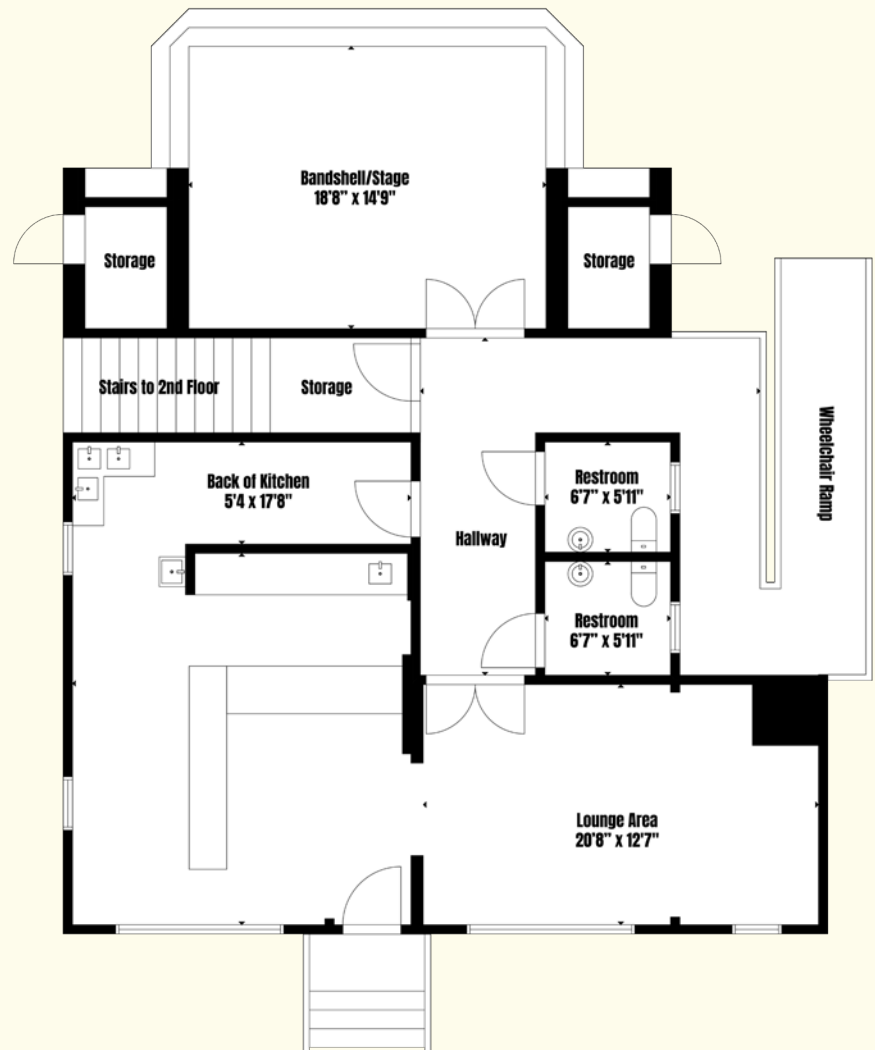 Bandshell/Stage
18'8" x 14'9"
Storage
Storage
Stairs to 2nd Floor
Storage
Back of Kitchen
5'4 x 17'8"
Restroom
6'7" x 5'11"
Hallway
Wheelchair Ramp
Restroom
6'7" x 5'11"
Lounge Area
20'8" x 12'7"